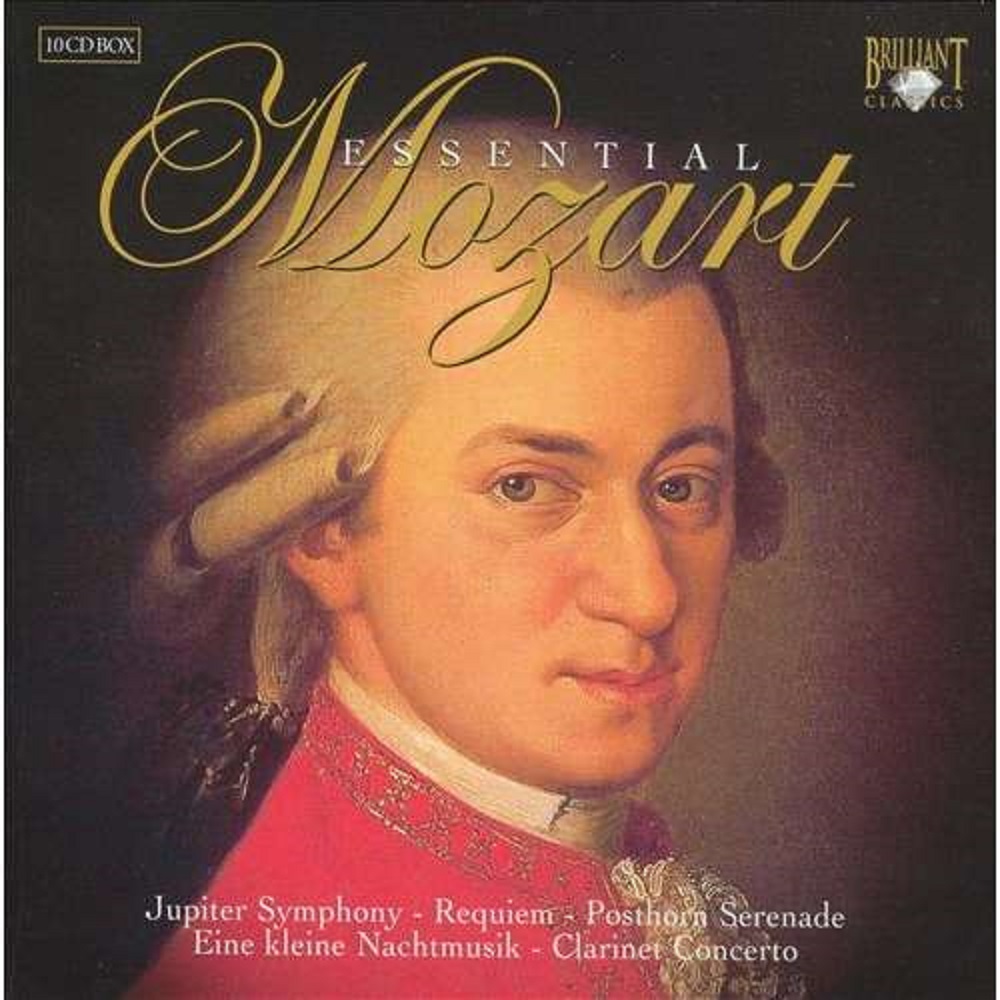 10 CD BOX
BRILLIANT
CLASSICS
ESSENTIAL
Mozart
Jupiter Symphony - Requiem - Posthorn Serenade
Eine kleine Nachtmusik - Clarinet Concerto